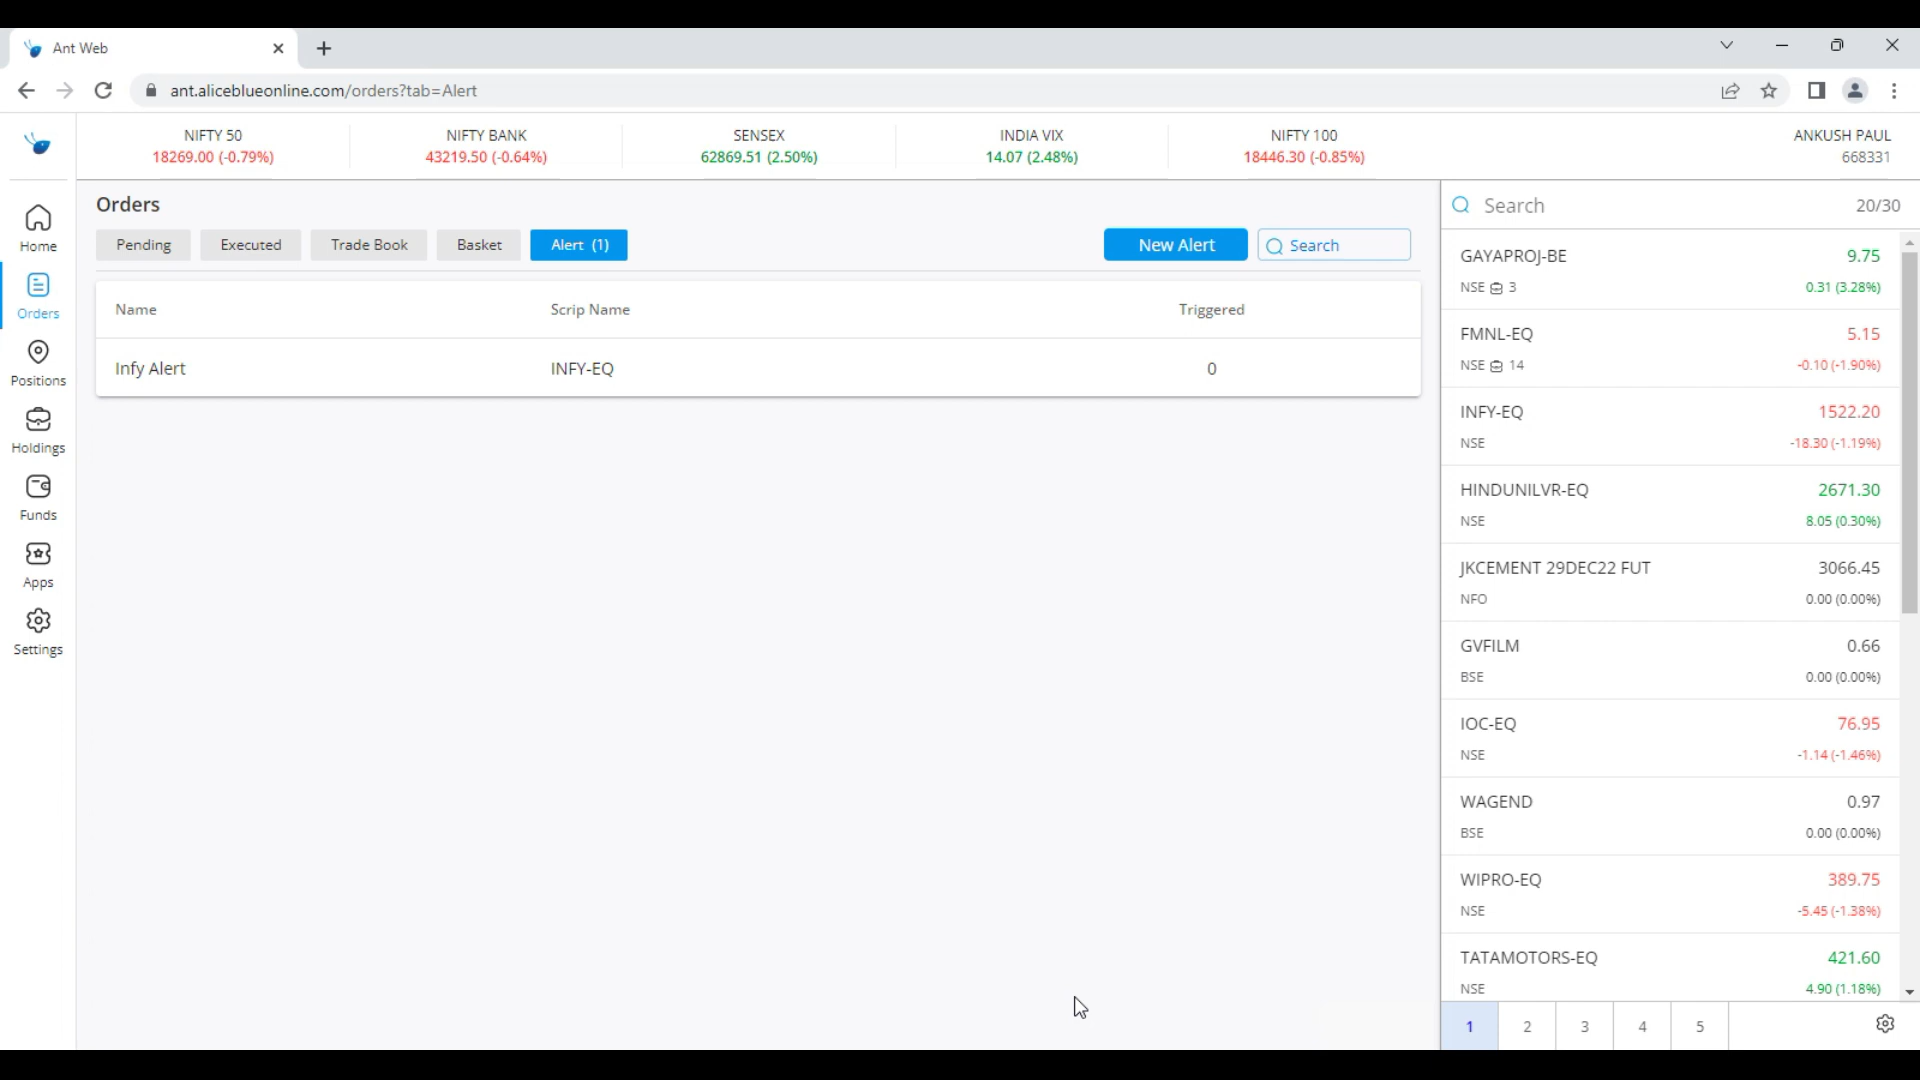 Ant Web
ant.aliceblueonline.com/orders?tab=Alert
NIFTY 50
18269.00 (-0.79%)
NIFTY BANK
43219.50 (-0.64%)
SENSEX
62869.51 (2.50%)
INDIA VIX
14.07 (2.48%)
NIFTY 100
18446.30 (-0.85%)
ANKUSH PAUL
668331
Home
Orders
Positions
Holdings
Funds
Apps
Settings
Orders
Pending Executed Trade Book Basket Alert (1) New Alert Search
Name Scrip Name Triggered
Infy Alert INFY-EQ 0
Search 20/30
GAYAPROJ-BE 9.75
NSE 3 0.31 (3.28%)
FMNL-EQ 5.15
NSE 14 -0.10 (-1.90%)
INFY-EQ 1522.20
NSE -18.30 (-1.19%)
HINDUNILVR-EQ 2671.30
NSE 8.05 (0.30%)
JKCEMENT 29DEC22 FUT 3066.45
NFO 0.00 (0.00%)
GVFILM 0.66
BSE 0.00 (0.00%)
IOC-EQ 76.95
NSE -1.14 (-1.46%)
WAGEND 0.97
BSE 0.00 (0.00%)
WIPRO-EQ 389.75
NSE -5.45 (-1.38%)
TATAMOTORS-EQ 421.60
NSE 4.90 (1.18%)
1 2 3 4 5